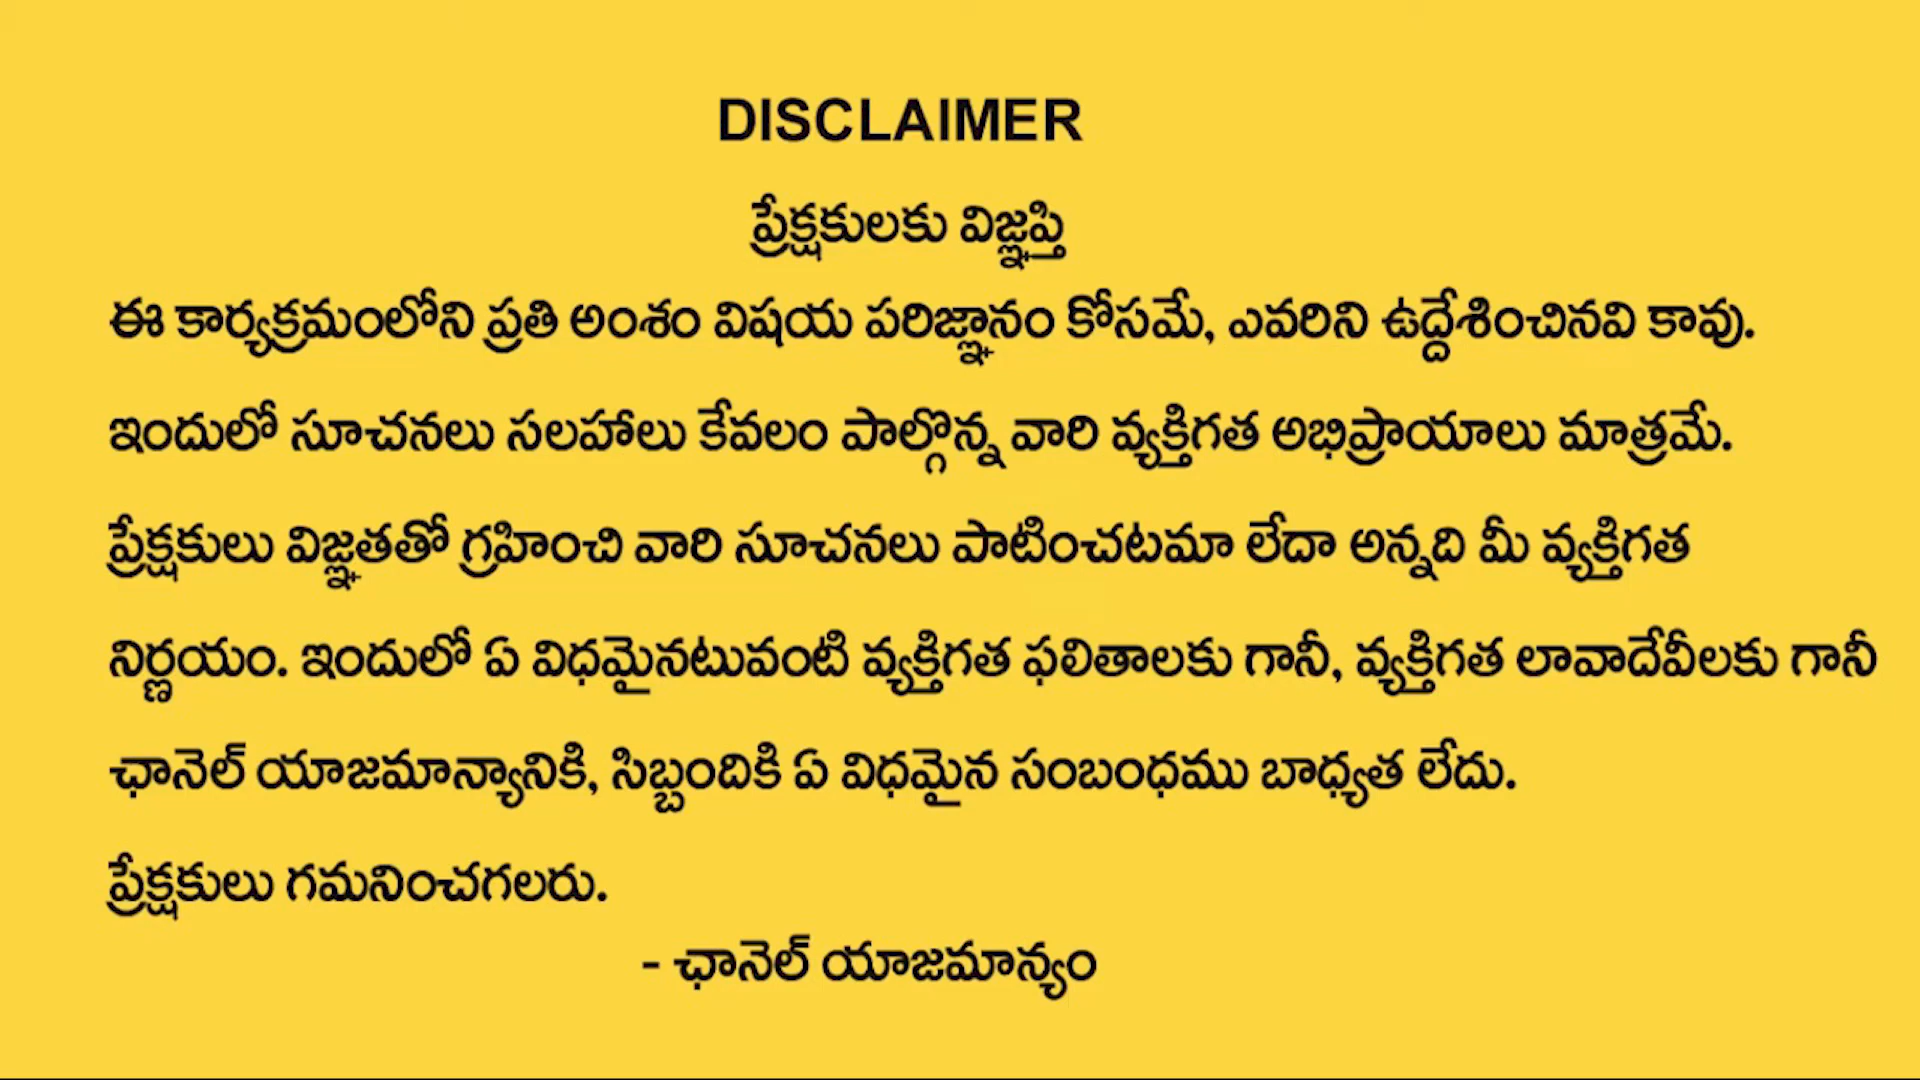 DISCLAIMER
ప్రేక్షకులకు విజ్ఞప్తి
ఈ కార్యక్రమంలోని ప్రతి అంశం విషయ పరిజ్ఞానం కోసమే, ఎవరిని ఉద్దేశించినవి కావు.
ఇందులో సూచనలు సలహాలు కేవలం పాల్గొన్న వారి వ్యక్తిగత అభిప్రాయాలు మాత్రమే.
ప్రేక్షకులు విజ్ఞతతో గ్రహించి వారి సూచనలు పాటించటమా లేదా అన్నది మీ వ్యక్తిగత
నిర్ణయం. ఇందులో ఏ విధమైనటువంటి వ్యక్తిగత ఫలితాలకు గానీ, వ్యక్తిగత లావాదేవీలకు గానీ
ఛానెల్ యాజమాన్యానికి, సిబ్బందికి ఏ విధమైన సంబంధము బాధ్యత లేదు.
ప్రేక్షకులు గమనించగలరు.
- ఛానెల్ యాజమాన్యం